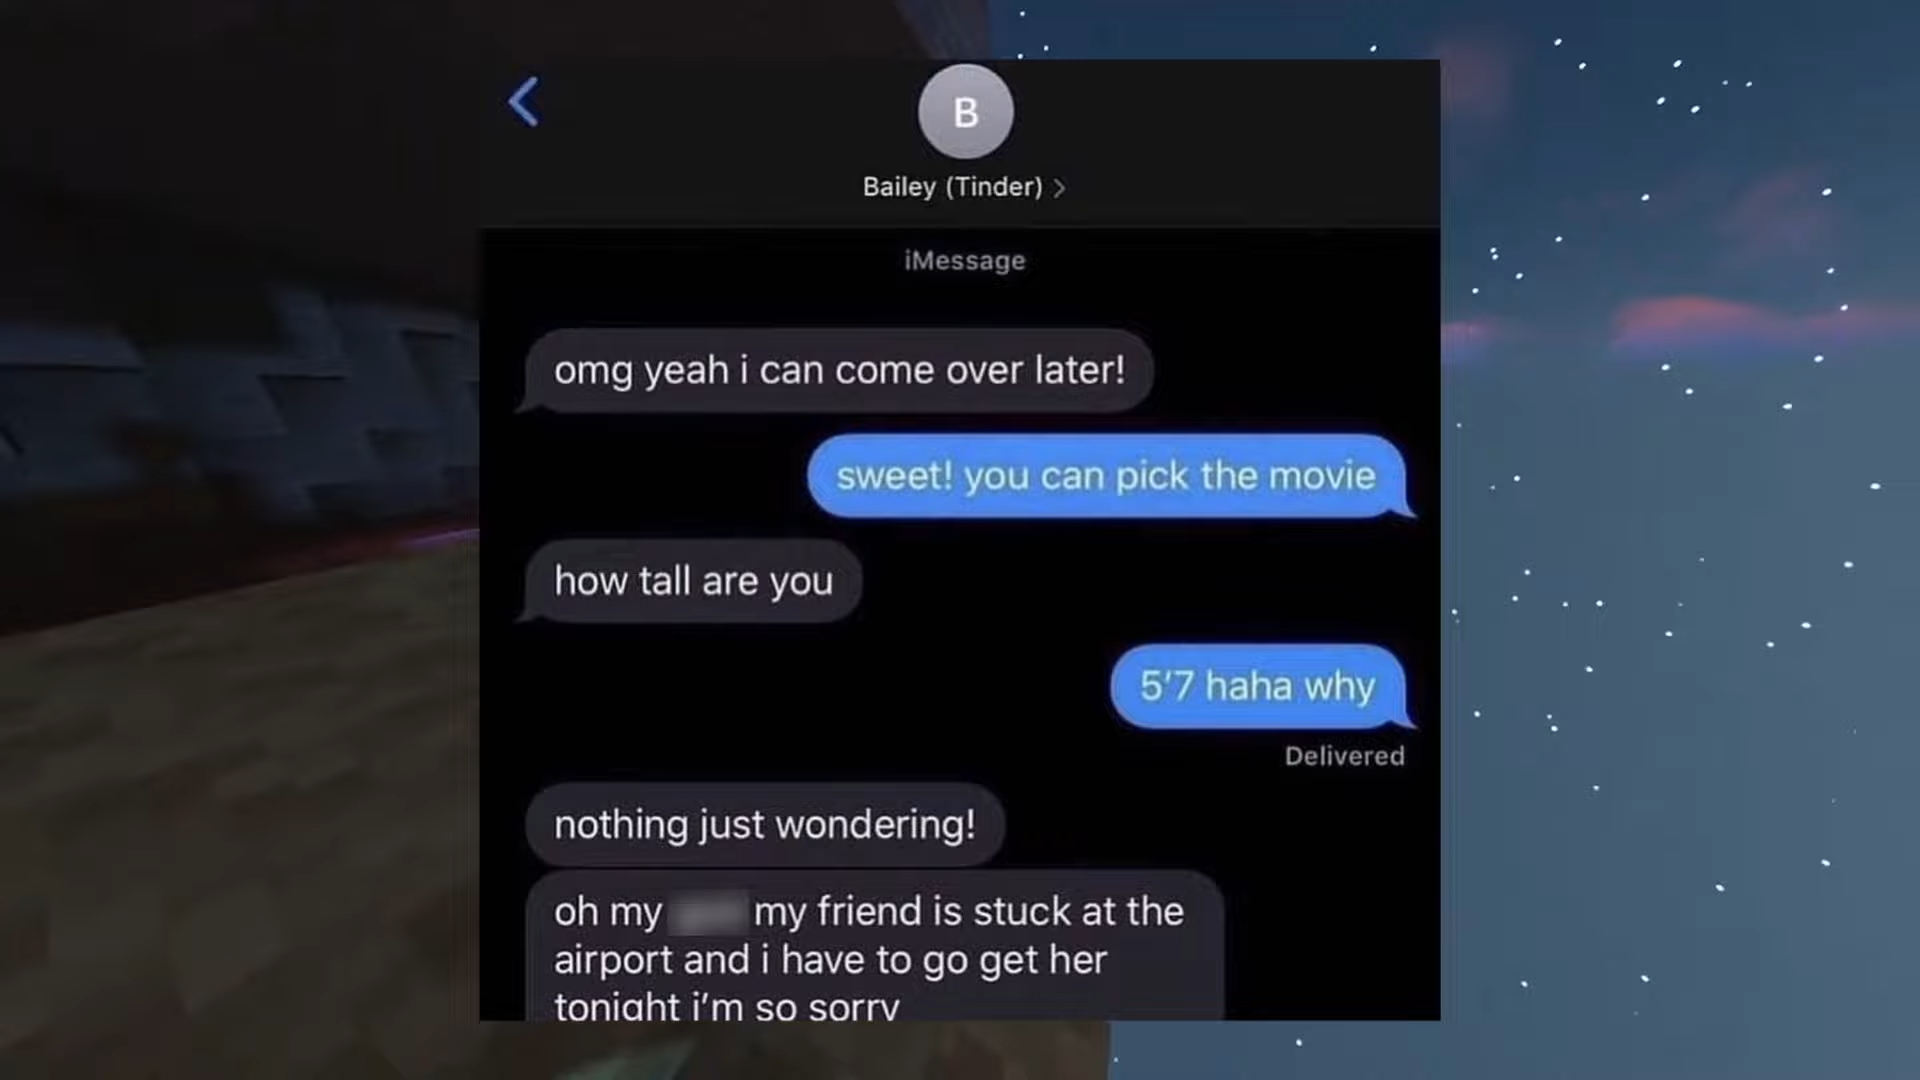 B
Bailey (Tinder)
iMessage
omg yeah i can come over later!
sweet! you can pick the movie
how tall are you
5'7 haha why
Delivered
nothing just wondering!
oh my my friend is stuck at the
airport and i have to go get her
tonight i'm so sorry